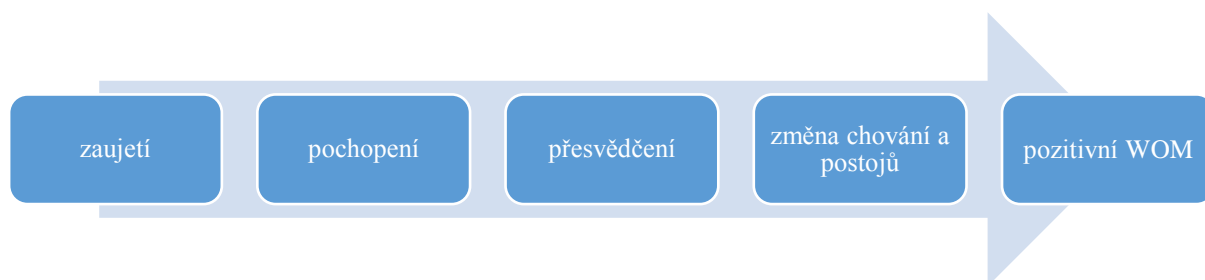 zaujetí
pochopení
přesvědčení
změna chování a
postojů
pozitivní WOM